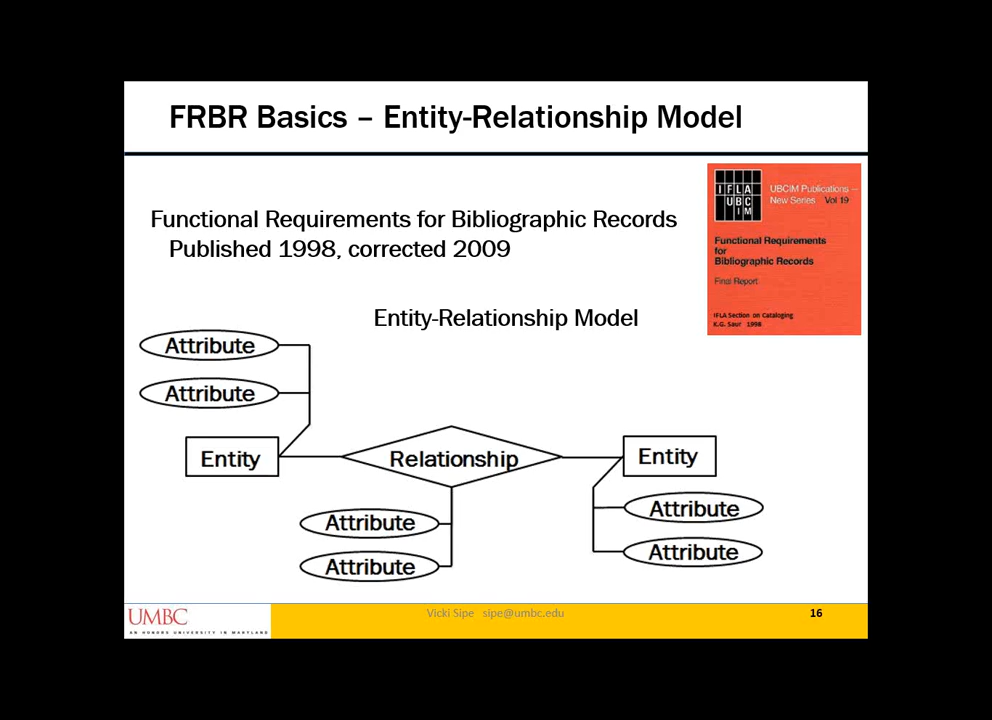 FRBR Basics – Entity-Relationship Model
Functional Requirements for Bibliographic Records
Published 1998, corrected 2009
IFLA
UBC
IM
UBCIM Publications –
New Series Vol 19
Functional Requirements
for
Bibliographic Records
Final Report
IFLA Section on Cataloging
K.G. Saur 1998
Entity-Relationship Model
Attribute
Attribute
Entity
Relationship
Entity
Attribute
Attribute
Attribute
Attribute
UMBC
AN HONORS UNIVERSITY IN MARYLAND
Vicki Sipe sipe@umbc.edu
16